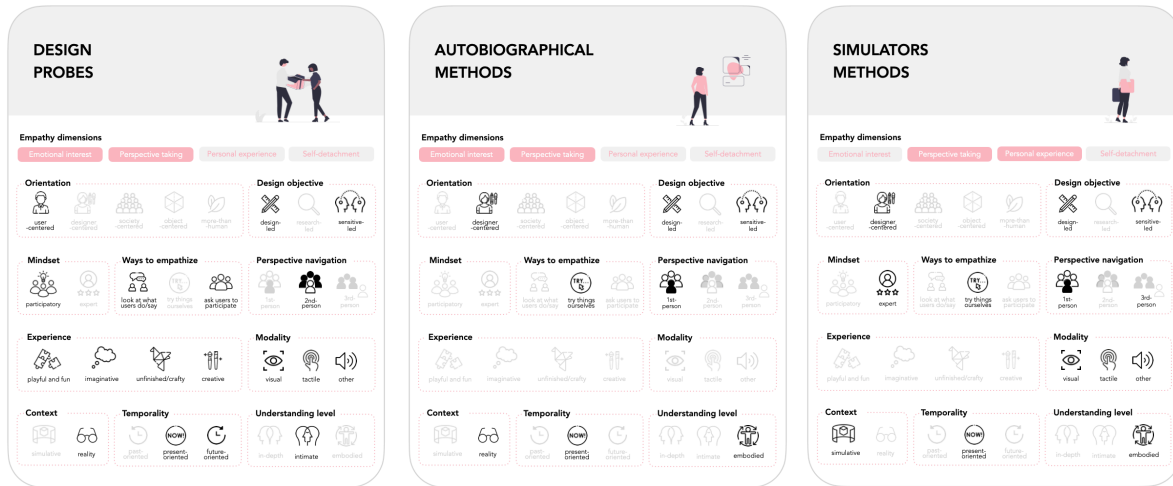 DESIGN
PROBES
Empathy dimensions
Emotional interest Perspective taking Personal experience Self-detachment
Orientation Design objective
user
-centered designer
-centered society
-centered object
-centered more-than
-human design-
led research-
led sensitive-
led
Mindset Ways to empathize Perspective navigation
TRY...
participatory expert look at what
users do/say try things
ourselves ask users to
participate 1st-
person 2nd-
person 3rd-
person
Experience Modality
playful and fun imaginative unfinished/crafty creative visual tactile other
Context Temporality Understanding level
NOW!
simulative reality past-
oriented present-
oriented future-
oriented in-depth intimate embodied
AUTOBIOGRAPHICAL
METHODS
Empathy dimensions
Emotional interest Perspective taking Personal experience Self-detachment
Orientation Design objective
user
-centered designer
-centered society
-centered object
-centered more-than
-human design-
led research-
led sensitive-
led
Mindset Ways to empathize Perspective navigation
TRY...
participatory expert look at what
users do/say try things
ourselves ask users to
participate 1st-
person 2nd-
person 3rd-
person
Experience Modality
playful and fun imaginative unfinished/crafty creative visual tactile other
Context Temporality Understanding level
NOW!
simulative reality past-
oriented present-
oriented future-
oriented in-depth intimate embodied
SIMULATORS
METHODS
Empathy dimensions
Emotional interest Perspective taking Personal experience Self-detachment
Orientation Design objective
user
-centered designer
-centered society
-centered object
-centered more-than
-human design-
led research-
led sensitive-
led
Mindset Ways to empathize Perspective navigation
TRY...
participatory expert look at what
users do/say try things
ourselves ask users to
participate 1st-
person 2nd-
person 3rd-
person
Experience Modality
playful and fun imaginative unfinished/crafty creative visual tactile other
Context Temporality Understanding level
NOW!
simulative reality past-
oriented present-
oriented future-
oriented in-depth intimate embodied